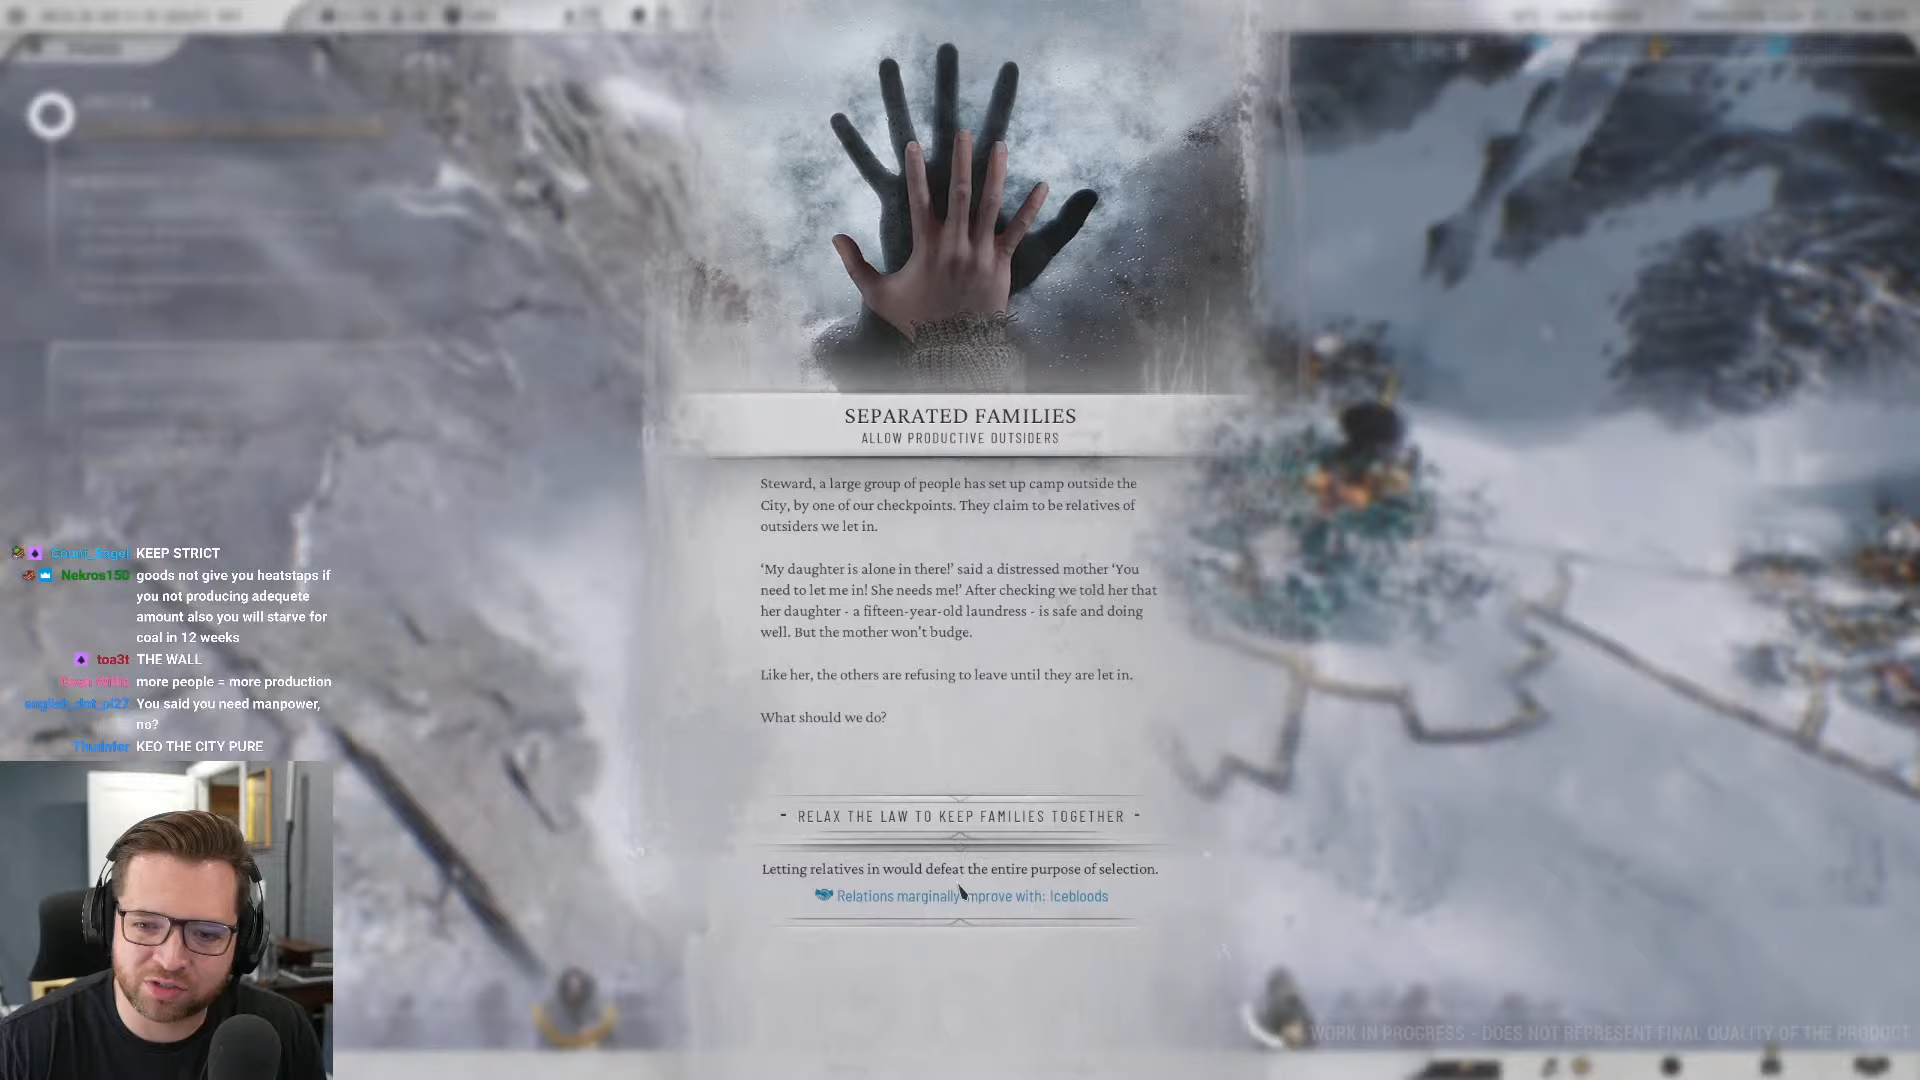 SEPARATED FAMILIES
ALLOW PRODUCTIVE OUTSIDERS
Steward, a large group of people has set up camp outside the
City, by one of our checkpoints. They claim to be relatives of
outsiders we let in.
‘My daughter is alone in there!’ said a distressed mother ‘You
need to let me in! She needs me!’ After checking we told her that
her daughter - a fifteen-year-old laundress - is safe and doing
well. But the mother won’t budge.
Like her, the others are refusing to leave until they are let in.
What should we do?
- RELAX THE LAW TO KEEP FAMILIES TOGETHER -
Letting relatives in would defeat the entire purpose of selection.
Relations marginally improve with: Icebloods
Count_Bagel KEEP STRICT
Nekros150 goods not give you heatstaps if
you not producing adequete
amount also you will starve for
coal in 12 weeks
toa3t THE WALL
more people = more production
You said you need manpower,
no?
KEO THE CITY PURE
WORK IN PROGRESS - DOES NOT REPRESENT FINAL QUALITY OF THE PRODUCT